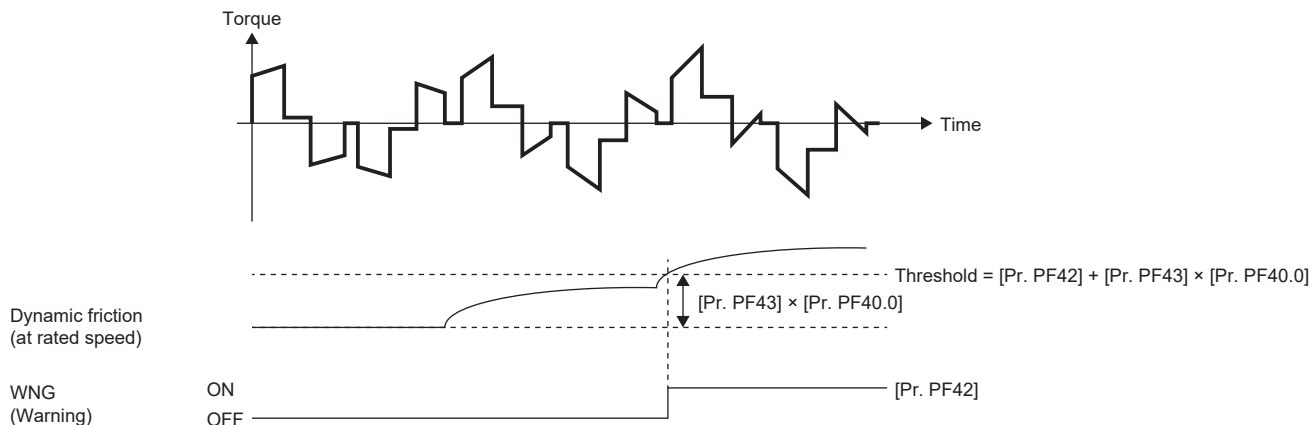 Torque
Time
Threshold = [Pr. PF42] + [Pr. PF43] × [Pr. PF40.0]
[Pr. PF43] × [Pr. PF40.0]
Dynamic friction
(at rated speed)
WNG
(Warning)
ON
OFF
[Pr. PF42]